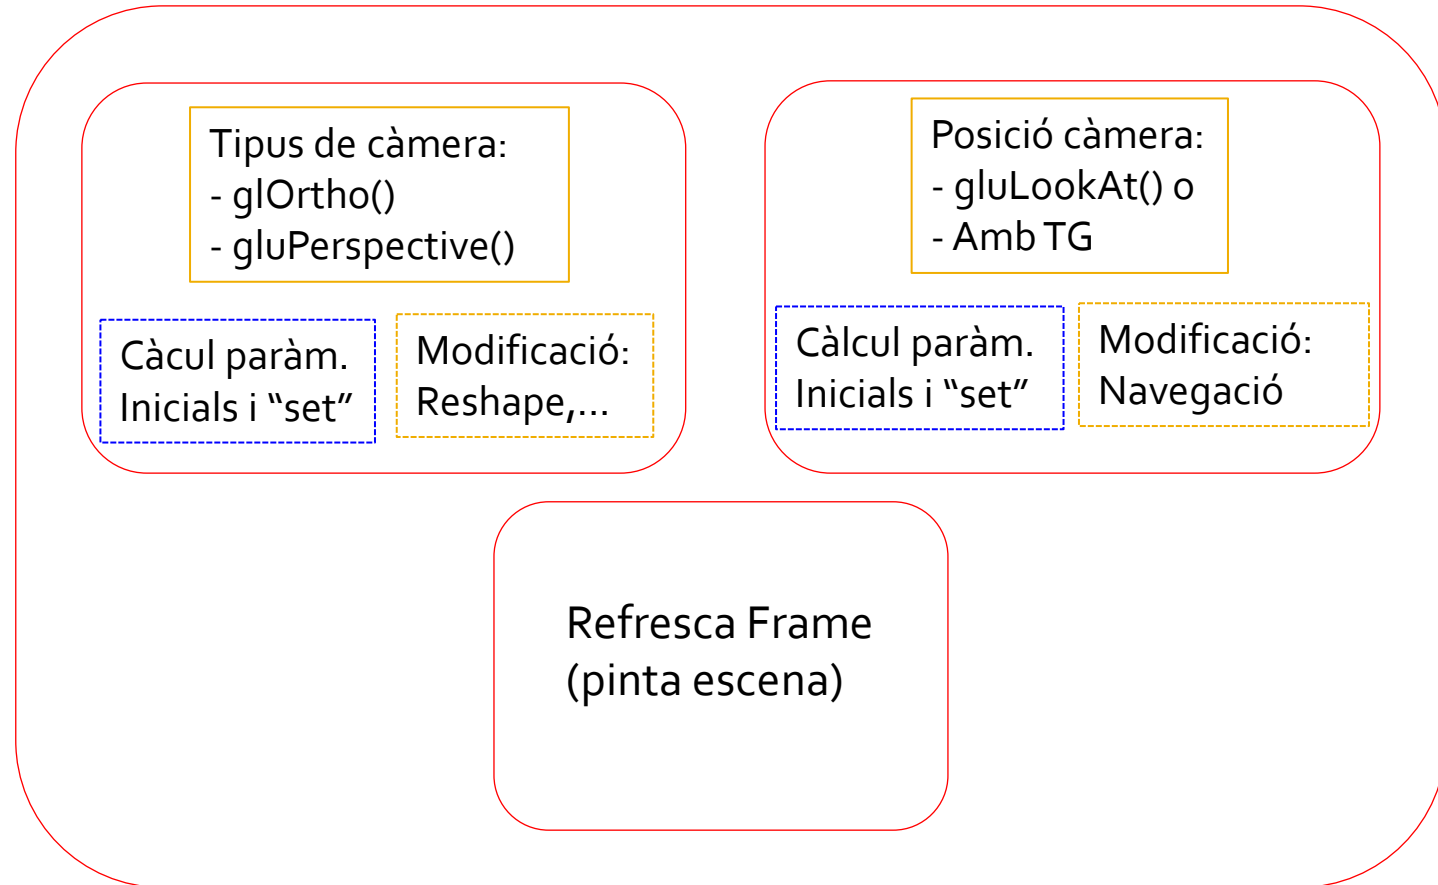 Tipus de càmera:
- glOrtho()
- gluPerspective()
Càcul paràm.
Inicials i “set”
Modificació:
Reshape,...
Posició càmera:
- gluLookAt() o
- Amb TG
Càlcul paràm.
Inicials i “set”
Modificació:
Navegació
Refresca Frame
(pinta escena)